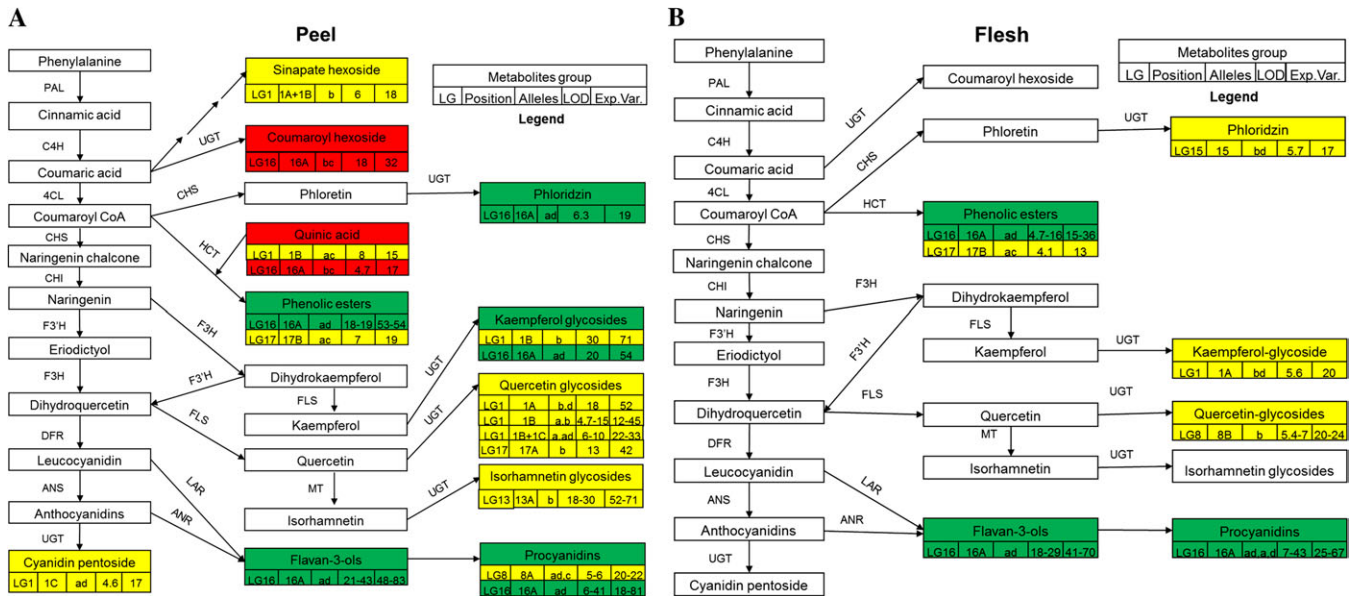 A
Peel
Phenylalanine
PAL
Cinnamic acid
C4H
Coumaric acid
4CL
Coumaroyl CoA
CHS
Naringenin chalcone
CHI
Naringenin
F3'H
Eriodictyol
F3H
Dihydroquercetin
DFR
Leucocyanidin
ANS
Anthocyanidins
UGT
Cyanidin pentoside
LG1 1C ad 4.6 17
Sinapate hexoside
LG1 1A+1B b 6 18
UGT
Coumaroyl hexoside
LG16 16A bc 18 32
CHS
Phloretin
UGT
Phloridzin
LG16 16A ad 6.3 19
HCT
Quinic acid
LG1 1B ac 8 15
LG16 16A bc 4.7 17
Phenolic esters
LG16 16A ad 18-19 53-54
LG17 17B ac 7 19
F3H
Dihydrokaempferol
F3'H
FLS
Kaempferol
UGT
Kaempferol glycosides
LG1 1B b 30 71
LG16 16A ad 20 54
FLS
Quercetin
UGT
Quercetin glycosides
LG1 1A b.d 18 52
LG1 1B a.b 4.7-15 12-45
LG1 1B+1C a.ad 6-10 22-33
LG17 17A b 13 42
MT
Isorhamnetin
UGT
Isorhamnetin glycosides
LG13 13A b 18-30 52-71
LAR
ANR
Flavan-3-ols
LG16 16A ad 21-43 48-83
Procyanidins
LG8 8A ad,c 5-6 20-22
LG16 16A ad 6-41 18-81
Metabolites group
LG Position Alleles LOD Exp.Var.
Legend
B
Flesh
Phenylalanine
PAL
Cinnamic acid
C4H
Coumaric acid
4CL
Coumaroyl CoA
CHS
Naringenin chalcone
CHI
Naringenin
F3'H
Eriodictyol
F3H
Dihydroquercetin
DFR
Leucocyanidin
ANS
Anthocyanidins
UGT
Cyanidin pentoside
UGT
Coumaroyl hexoside
CHS
Phloretin
UGT
Phloridzin
LG15 15 bd 5.7 17
HCT
Phenolic esters
LG16 16A ad 4.7-16 15-36
LG17 17B ac 4.1 13
F3H
Dihydrokaempferol
F3'H
FLS
Kaempferol
UGT
Kaempferol-glycoside
LG1 1A bd 5.6 20
FLS
Quercetin
UGT
Quercetin-glycosides
LG8 8B b 5.4-7 20-24
MT
Isorhamnetin
UGT
Isorhamnetin glycosides
LAR
ANR
Flavan-3-ols
LG16 16A ad 18-29 41-70
Procyanidins
LG16 16A ad,a,d 7-43 25-67
Metabolites group
LG Position Alleles LOD Exp.Var.
Legend